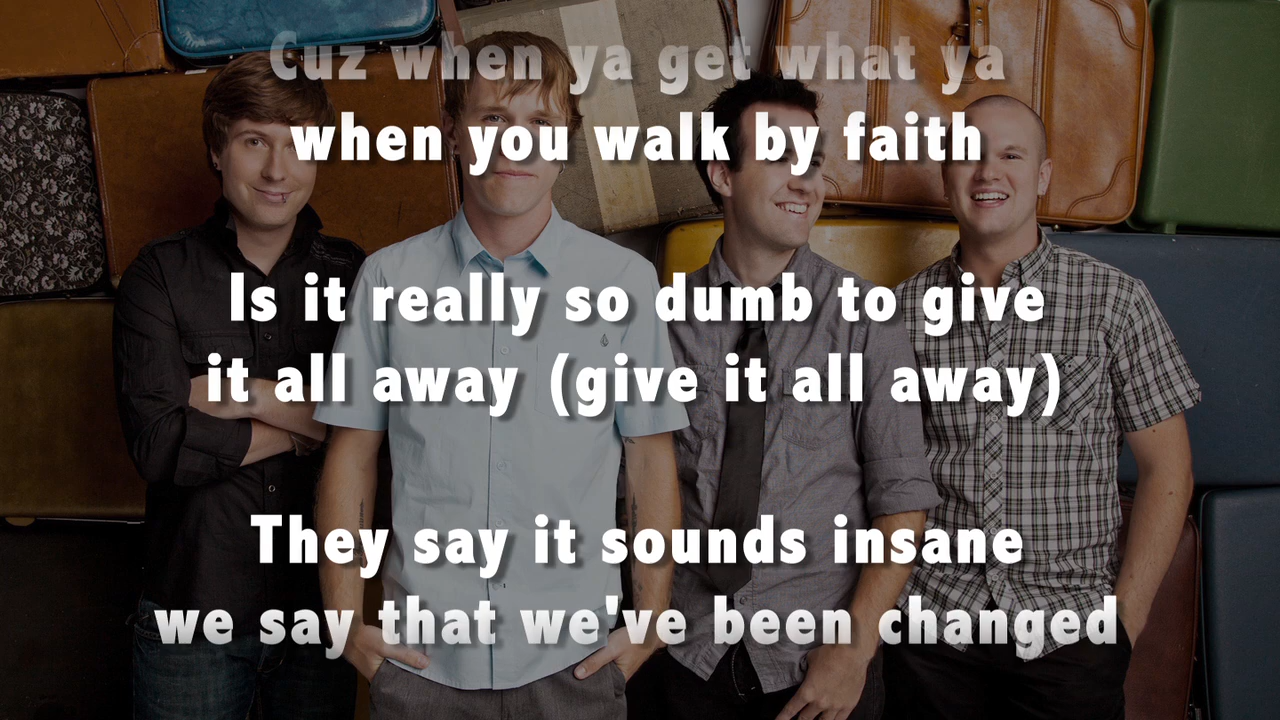 Cuz when ya get what ya
when you walk by faith
Is it really so dumb to give
it all away (give it all away)
They say it sounds insane
we say that we've been changed